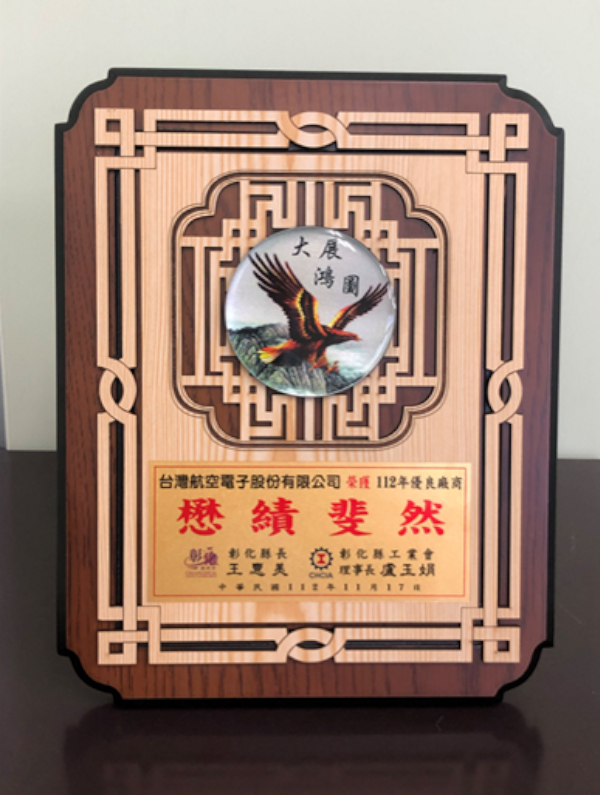 大展
鴻圖
台灣航空電子股份有限公司 榮獲 112年優良廠商
懋績斐然
彰化縣長
王惠美
彰化縣工業會
理事長 盧玉娟
CHCIA
中華民國112年11月17日